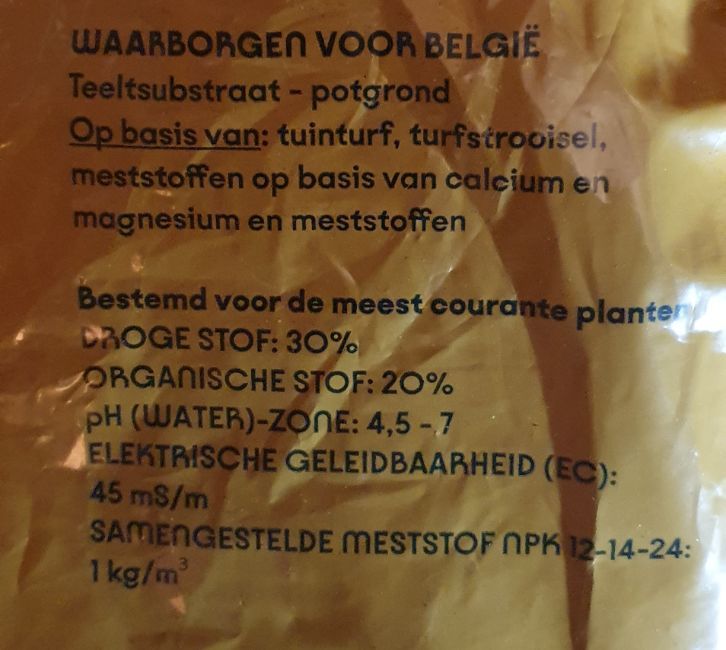 WAARBORGEN VOOR BELGIË
Teeltsubstraat - potgrond
Op basis van: tuinturf, turfstrooisel,
meststoffen op basis van calcium en
magnesium en meststoffen
Bestemd voor de meest courante planten
DROGE STOF: 30%
ORGANISCHE STOF: 20%
pH (WATER)-ZONE: 4,5 - 7
ELEKTRISCHE GELEIDBAARHEID (EC):
45 mS/m
SAMENGESTELDE MESTSTOF NPK 12-14-24:
1 kg/m³